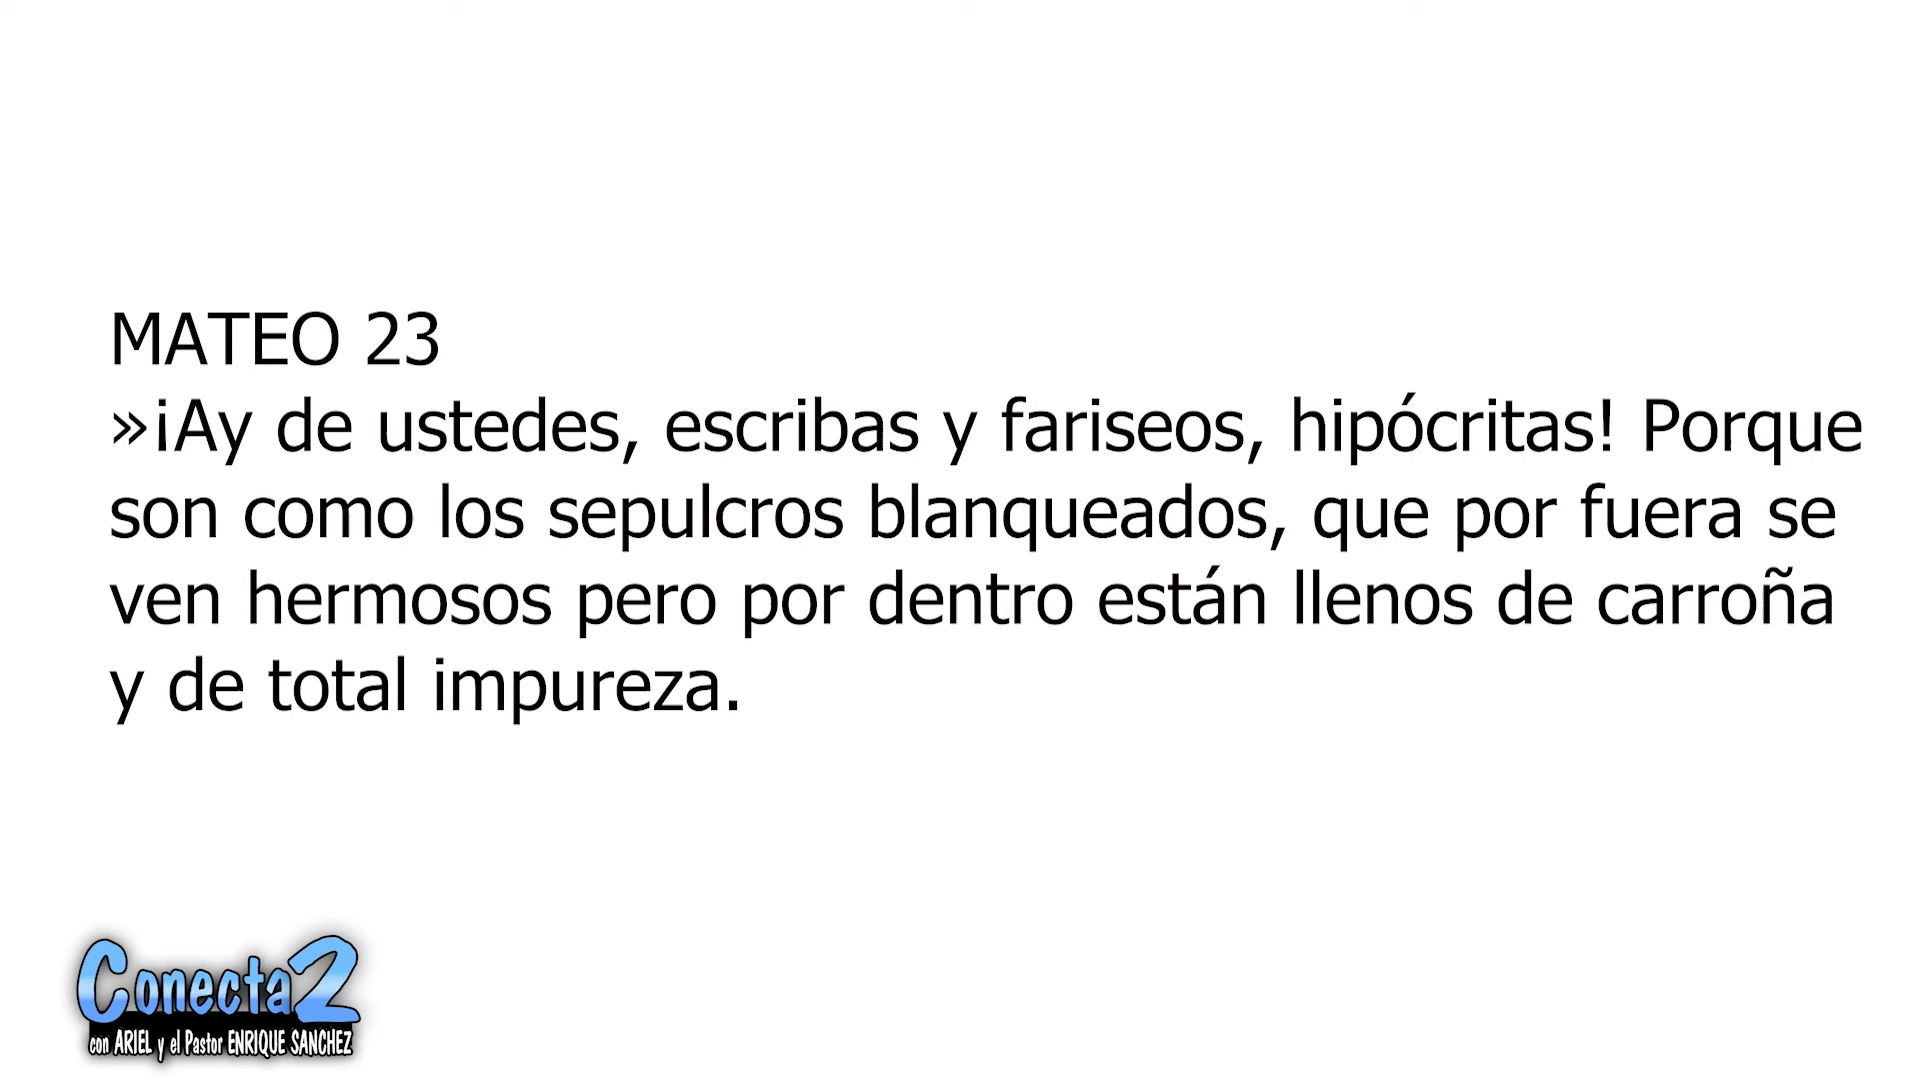 MATEO 23
»¡Ay de ustedes, escribas y fariseos, hipócritas! Porque
son como los sepulcros blanqueados, que por fuera se
ven hermosos pero por dentro están llenos de carroña
y de total impureza.
Conecta2
con ARIEL y el Pastor ENRIQUE SANCHEZ